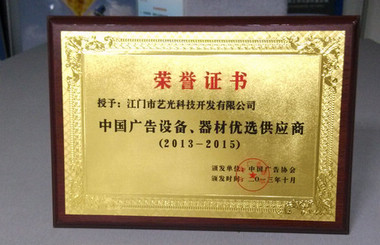 荣誉证书
授予：江门市艺光科技开发有限公司
中国广告设备、器材优选供应商
(2013-2015)
颁发单位：中国广告协会
颁发时间：二〇一三年十月